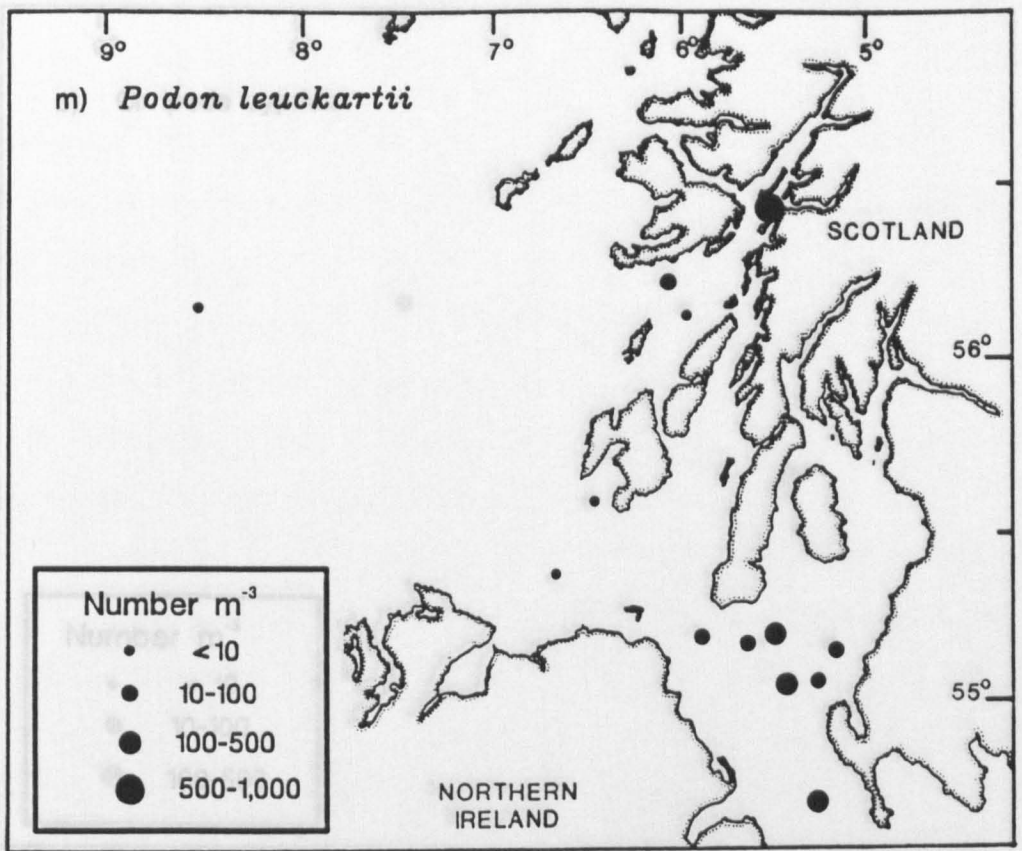 9° 8° 7° 6° 5°
m) Podon leuckartii
SCOTLAND
56°
Number m⁻³
<10
10-100
100-500
500-1,000
55°
NORTHERN
IRELAND